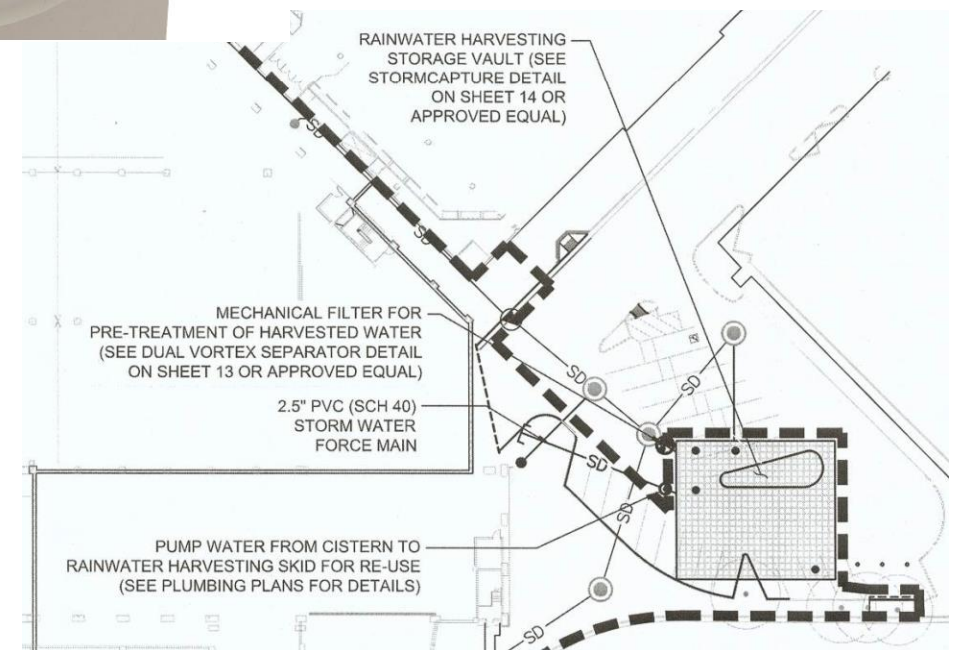 RAINWATER HARVESTING
STORAGE VAULT (SEE
STORMCAPTURE DETAIL
ON SHEET 14 OR
APPROVED EQUAL)
SD
SD
MECHANICAL FILTER FOR
PRE-TREATMENT OF HARVESTED WATER
(SEE DUAL VORTEX SEPARATOR DETAIL
ON SHEET 13 OR APPROVED EQUAL)
SD
SD
2.5" PVC (SCH 40)
STORM WATER
FORCE MAIN
SD
SD
PUMP WATER FROM CISTERN TO
RAINWATER HARVESTING SKID FOR RE-USE
(SEE PLUMBING PLANS FOR DETAILS)
SD